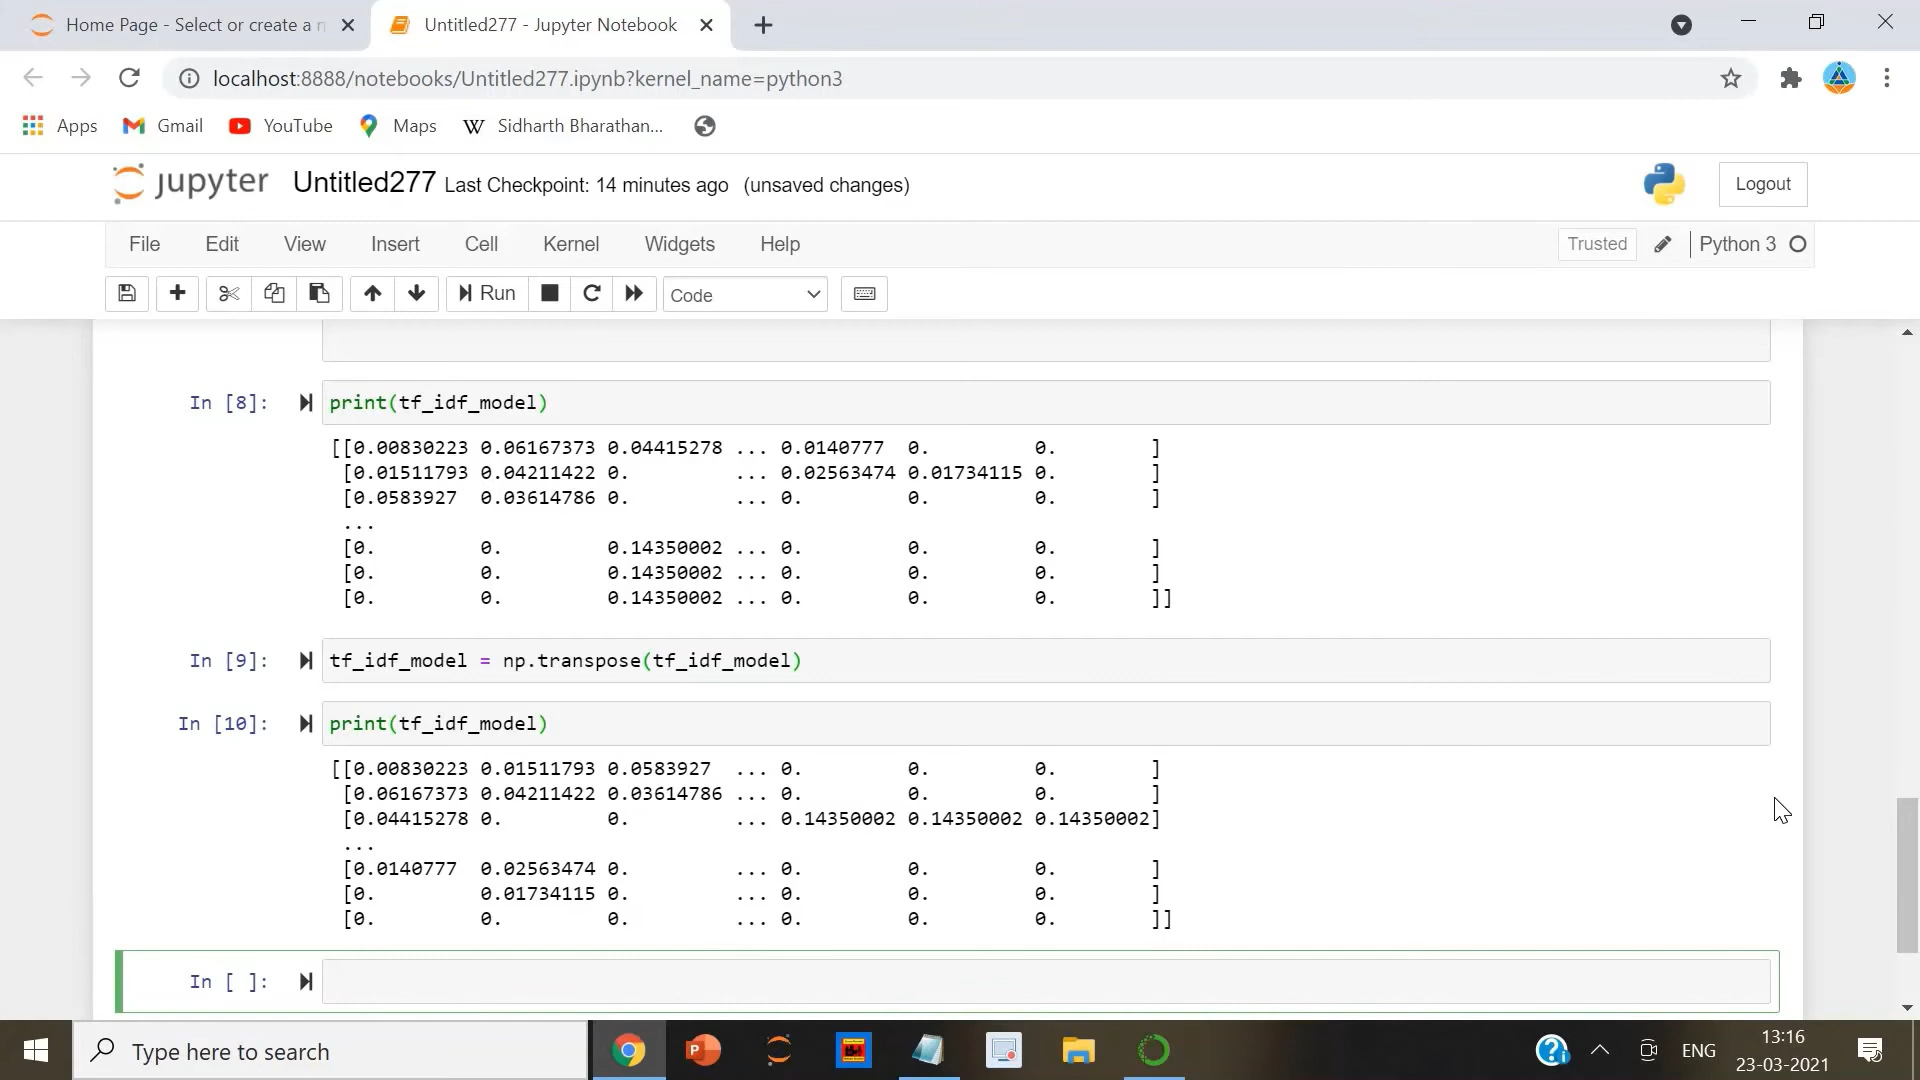 Home Page - Select or create a n
Untitled277 - Jupyter Notebook
localhost:8888/notebooks/Untitled277.ipynb?kernel_name=python3
Apps Gmail YouTube Maps W Sidharth Bharathan...
jupyter Untitled277 Last Checkpoint: 14 minutes ago (unsaved changes) Logout
File Edit View Insert Cell Kernel Widgets Help Trusted Python 3
Run Code
In [8]: print(tf_idf_model)
[[0.00830223 0.06167373 0.04415278 ... 0.0140777  0.         0.        ]
[0.01511793 0.04211422 0.         ... 0.02563474 0.01734115 0.        ]
[0.0583927  0.03614786 0.         ... 0.         0.         0.        ]
...
[0.         0.         0.14350002 ... 0.         0.         0.        ]
[0.         0.         0.14350002 ... 0.         0.         0.        ]
[0.         0.         0.14350002 ... 0.         0.         0.        ]]
In [9]: tf_idf_model = np.transpose(tf_idf_model)
In [10]: print(tf_idf_model)
[[0.00830223 0.01511793 0.0583927  ... 0.         0.         0.        ]
[0.06167373 0.04211422 0.03614786 ... 0.         0.         0.        ]
[0.04415278 0.         0.         ... 0.14350002 0.14350002 0.14350002]
...
[0.0140777  0.02563474 0.         ... 0.         0.         0.        ]
[0.         0.01734115 0.         ... 0.         0.         0.        ]
[0.         0.         0.         ... 0.         0.         0.        ]]
In [ ]:
Type here to search
ENG
13:16
23-03-2021